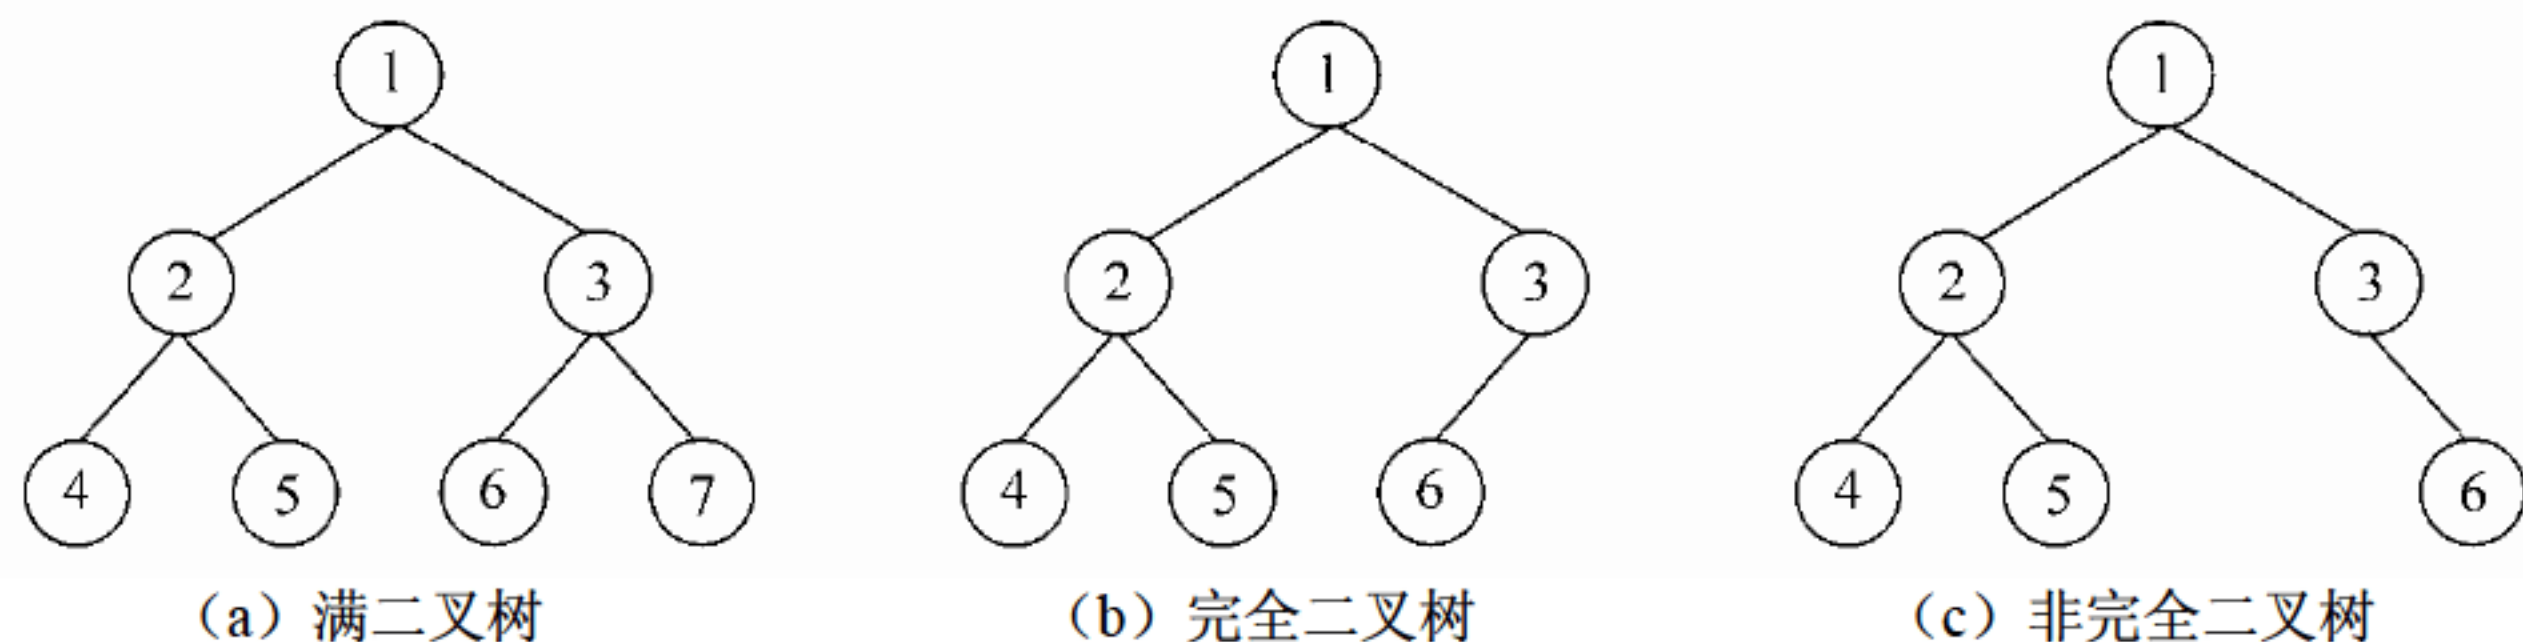 1 1 1
2 3 2 3 2 3
4 5 6 7 4 5 6 4 5 6
（a）满二叉树 （b）完全二叉树 （c）非完全二叉树